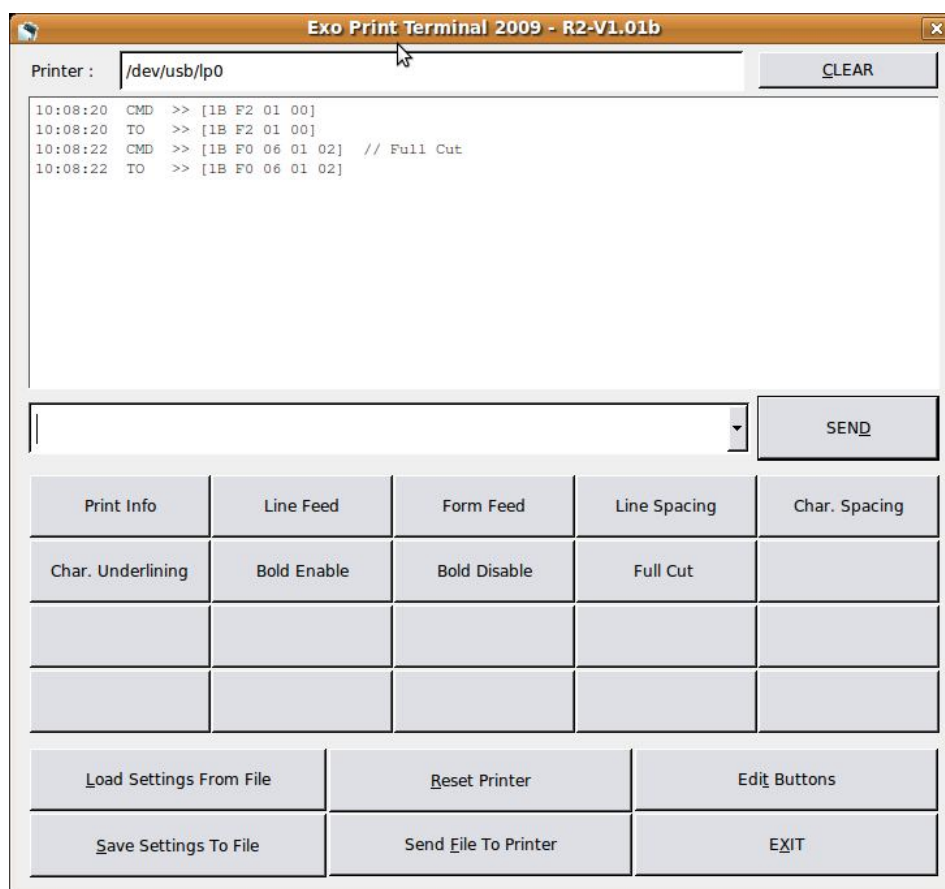 Exo Print Terminal 2009 - R2-V1.01b
Printer : /dev/usb/lp0 CLEAR
10:08:20 CMD >> [1B F2 01 00]
10:08:20 TO >> [1B F2 01 00]
10:08:22 CMD >> [1B F0 06 01 02] // Full Cut
10:08:22 TO >> [1B F0 06 01 02]
SEND
Print Info Line Feed Form Feed Line Spacing Char. Spacing
Char. Underlining Bold Enable Bold Disable Full Cut
Load Settings From File Reset Printer Edit Buttons
Save Settings To File Send File To Printer EXIT